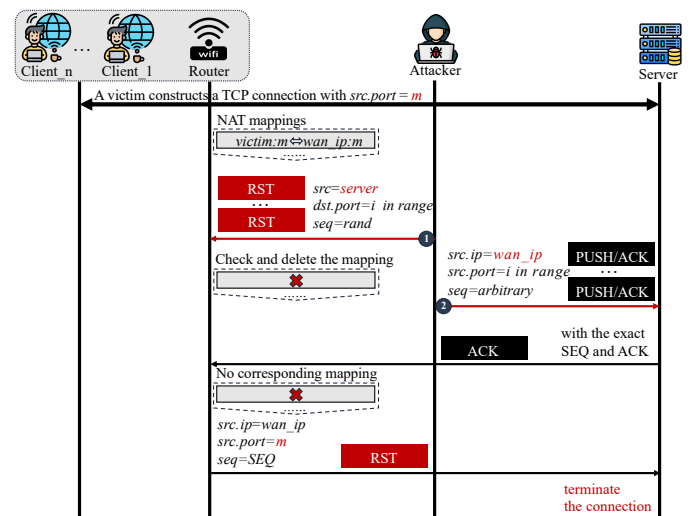 wifi
Client_n
...
Client_1
Router
Attacker
Server
A victim constructs a TCP connection with src.port = m
NAT mappings
victim:m⇔wan_ip:m
......
RST
...
RST
src=server
dst.port=i in range
seq=rand
1
src.ip=wan_ip
src.port=i in range
seq=arbitrary
PUSH/ACK
...
PUSH/ACK
2
Check and delete the mapping
......
with the exact
SEQ and ACK
ACK
No corresponding mapping
......
src.ip=wan_ip
src.port=m
seq=SEQ
RST
terminate
the connection